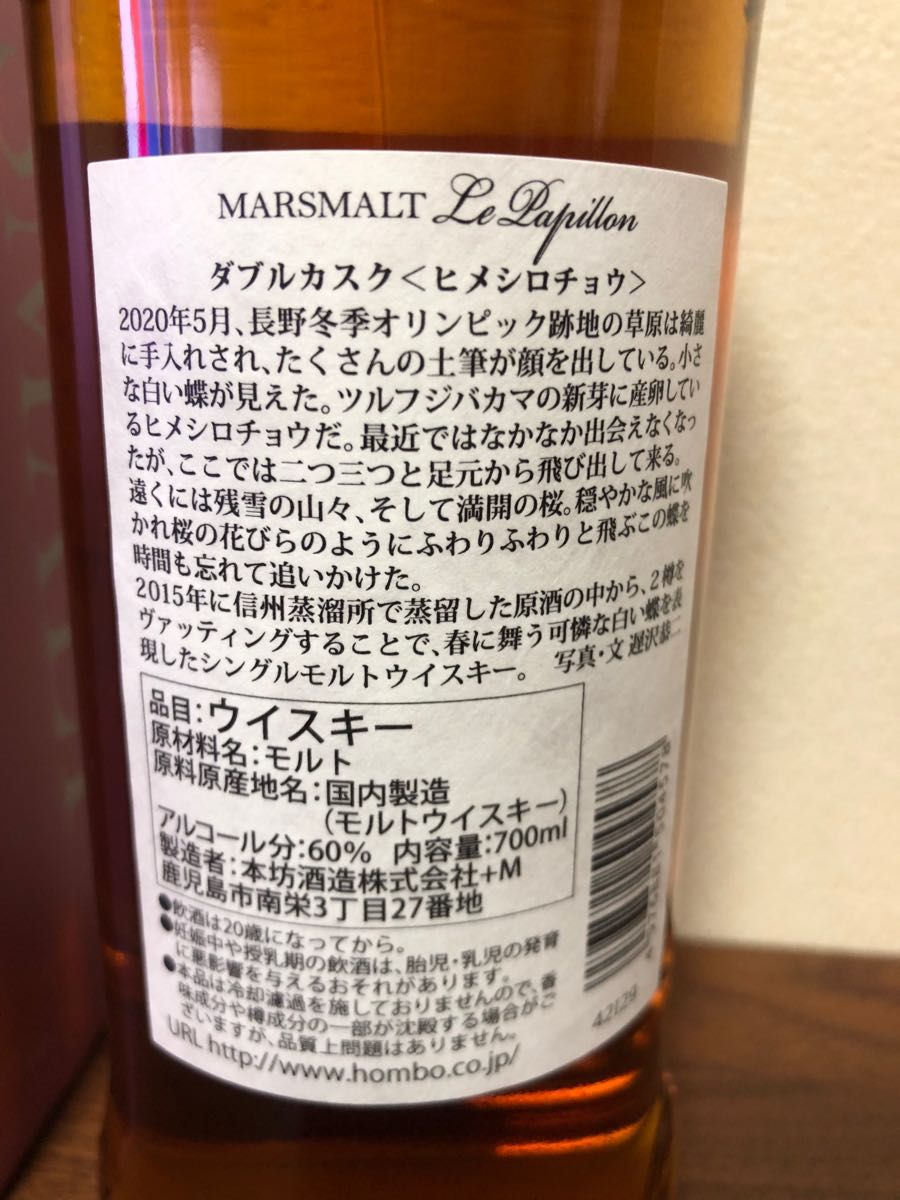 MARSMALT Le Papillon
ダブルカスク<ヒメシロチョウ>
2020年5月、長野冬季オリンピック跡地の草原は綺麗
に手入れされ、たくさんの土筆が顔を出している。小さ
な白い蝶が見えた。ツルフジバカマの新芽に産卵してい
るヒメシロチョウだ。最近ではなかなか出会えなくなっ
たが、ここでは二つ三つと足元から飛び出して来る。
遠くには残雪の山々、そして満開の桜。穏やかな風に吹
かれ桜の花びらのようにふわりふわりと飛ぶこの蝶を
時間も忘れて追いかけた。
2015年に信州蒸溜所で蒸留した原酒の中から、2樽を
ヴァッティングすることで、春に舞う可憐な白い蝶を表
現したシングルモルトウイスキー。 写真・文 遅沢恭二
品目:ウイスキー
原材料名:モルト
原料原産地名:国内製造
(モルトウイスキー)
アルコール分:60% 内容量:700ml
製造者:本坊酒造株式会社+M
鹿児島市南栄3丁目27番地
●飲酒は20歳になってから。
●妊娠中や授乳期の飲酒は、胎児・乳児の発育
に悪影響を与えるおそれがあります。
●本品は冷却濾過を施しておりませんので、香
味成分や樽成分の一部が沈殿する場合がご
ざいますが、品質上問題はありません。
URL http://www.hombo.co.jp/
42129